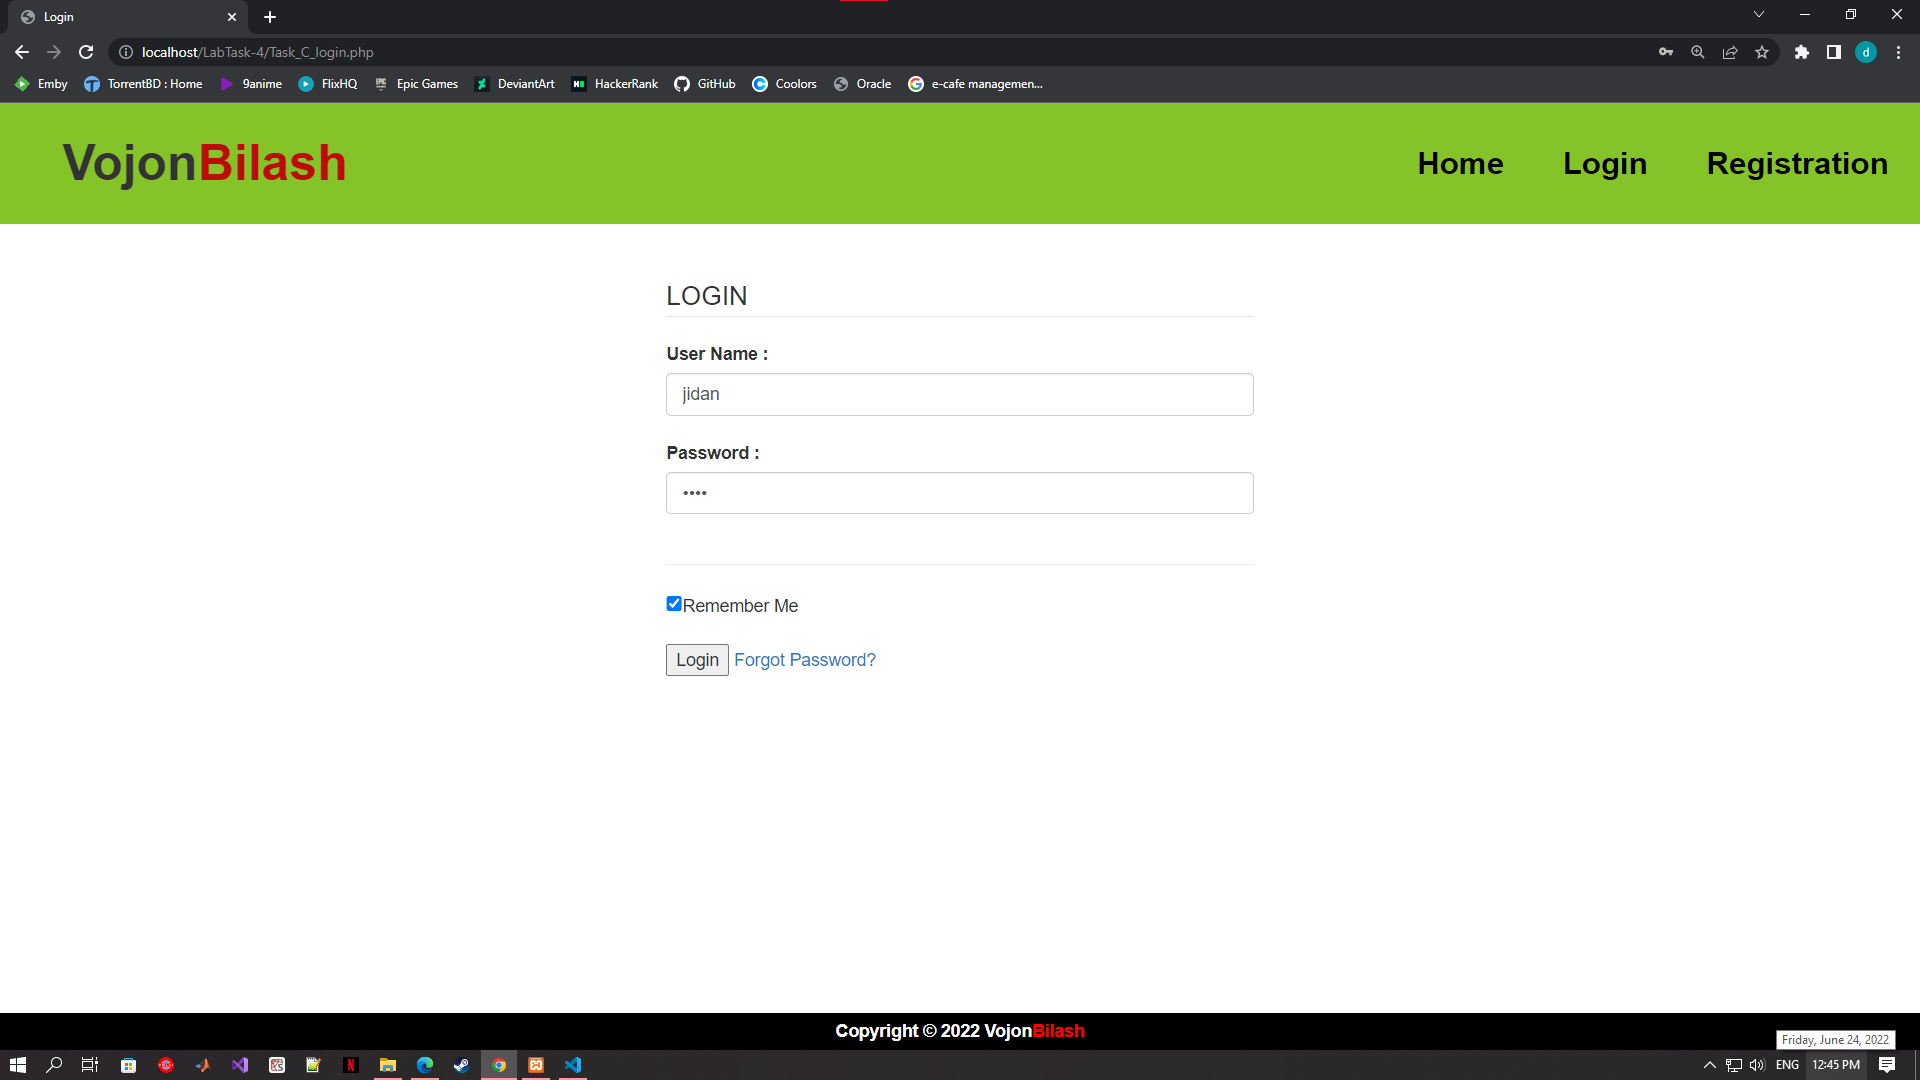 Login
localhost/LabTask-4/Task_C_login.php
d
Emby TorrentBD : Home 9anime FlixHQ Epic Games DeviantArt HackerRank GitHub Coolors Oracle e-cafe managemen...
VojonBilash
Home Login Registration
LOGIN
User Name :
jidan
Password :
••••
Remember Me
Login Forgot Password?
Copyright © 2022 VojonBilash
Friday, June 24, 2022
ENG 12:45 PM